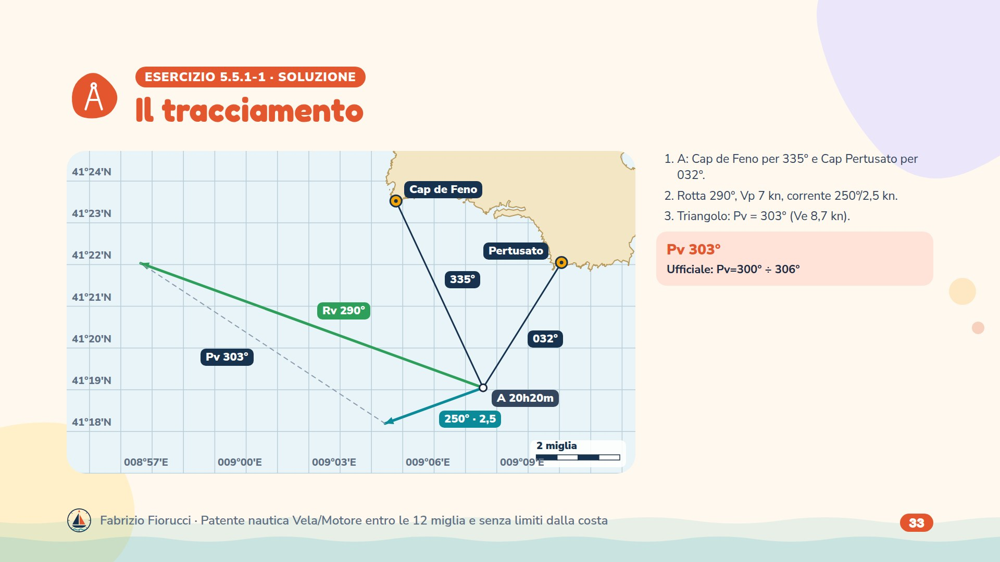 ESERCIZIO 5.5.1-1 · SOLUZIONE
Il tracciamento
41°24'N
41°23'N
41°22'N
41°21'N
41°20'N
41°19'N
41°18'N
008°57'E
009°00'E
009°03'E
009°06'E
009°09'E
Cap de Feno
Pertusato
335°
Rv 290°
032°
Pv 303°
A 20h20m
250° · 2,5
2 miglia
1. A: Cap de Feno per 335° e Cap Pertusato per
032°.
2. Rotta 290°, Vp 7 kn, corrente 250°/2,5 kn.
3. Triangolo: Pv = 303° (Ve 8,7 kn).
Pv 303°
Ufficiale: Pv=300° ÷ 306°
Fabrizio Fiorucci · Patente nautica Vela/Motore entro le 12 miglia e senza limiti dalla costa
33